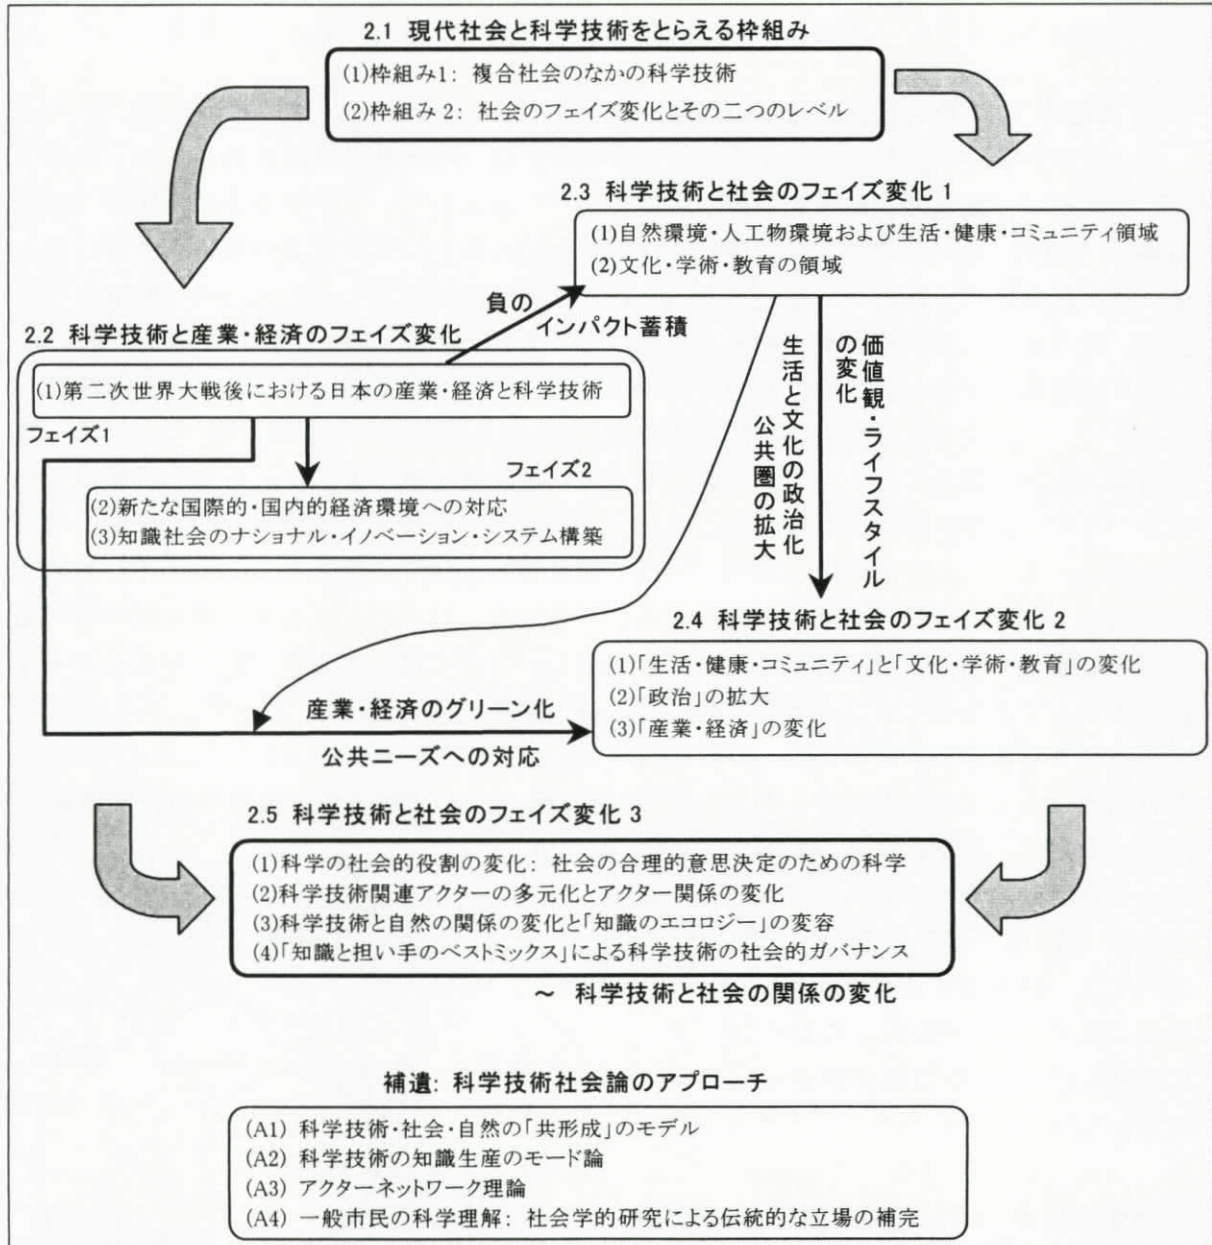 2.1 現代社会と科学技術をとらえる枠組み
(1)枠組み1: 複合社会のなかの科学技術
(2)枠組み 2: 社会のフェイズ変化とその二つのレベル
2.3 科学技術と社会のフェイズ変化 1
(1)自然環境・人工物環境および生活・健康・コミュニティ領域
(2)文化・学術・教育の領域
負の
インパクト蓄積
2.2 科学技術と産業・経済のフェイズ変化
(1)第二次世界大戦後における日本の産業・経済と科学技術
フェイズ1
フェイズ2
(2)新たな国際的・国内的経済環境への対応
(3)知識社会のナショナル・イノベーション・システム構築
価値観・ライフスタイル
の変化
生活と文化の政治化
公共圏の拡大
2.4 科学技術と社会のフェイズ変化 2
(1)「生活・健康・コミュニティ」と「文化・学術・教育」の変化
(2)「政治」の拡大
(3)「産業・経済」の変化
産業・経済のグリーン化
公共ニーズへの対応
2.5 科学技術と社会のフェイズ変化 3
(1)科学の社会的役割の変化: 社会の合理的意思決定のための科学
(2)科学技術関連アクターの多元化とアクター関係の変化
(3)科学技術と自然の関係の変化と「知識のエコロジー」の変容
(4)「知識と担い手のベストミックス」による科学技術の社会的ガバナンス
～ 科学技術と社会の関係の変化
補遺: 科学技術社会論のアプローチ
(A1) 科学技術・社会・自然の「共形成」のモデル
(A2) 科学技術の知識生産のモード論
(A3) アクターネットワーク理論
(A4) 一般市民の科学理解: 社会学的研究による伝統的な立場の補完